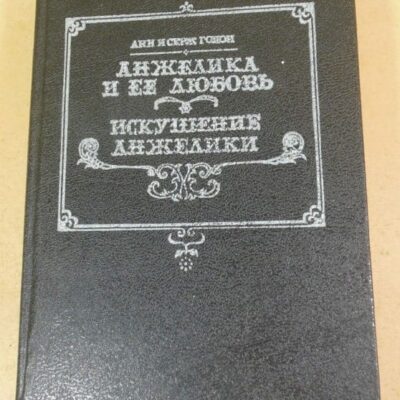 АНН И СЕРЖ ГОЛОН
АНЖЕЛИКА
И ЕЕ ЛЮБОВЬ
ИСКУШЕНИЕ
АНЖЕЛИКИ